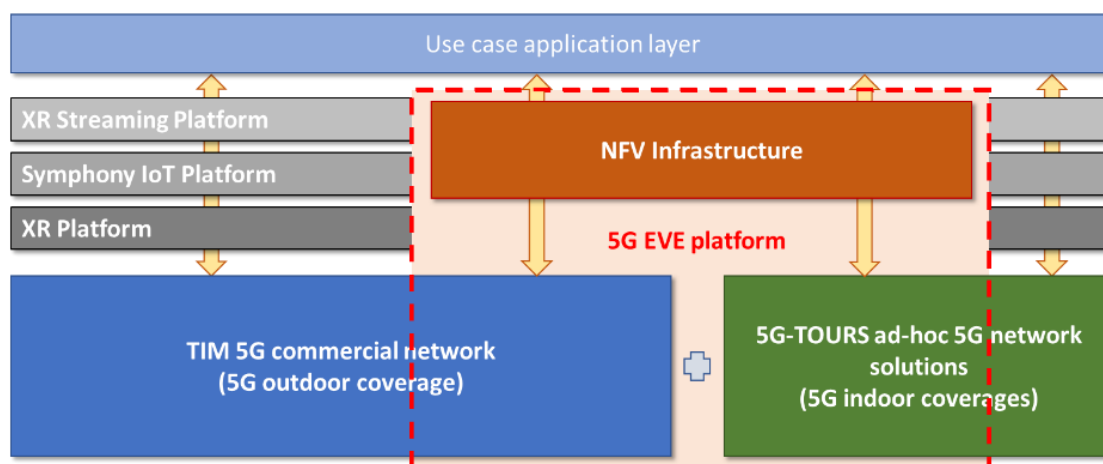 Use case application layer
XR Streaming Platform
NFV Infrastructure
Symphony IoT Platform
XR Platform
5G EVE platform
TIM 5G commercial network
(5G outdoor coverage)
5G-TOURS ad-hoc 5G network
solutions
(5G indoor coverages)